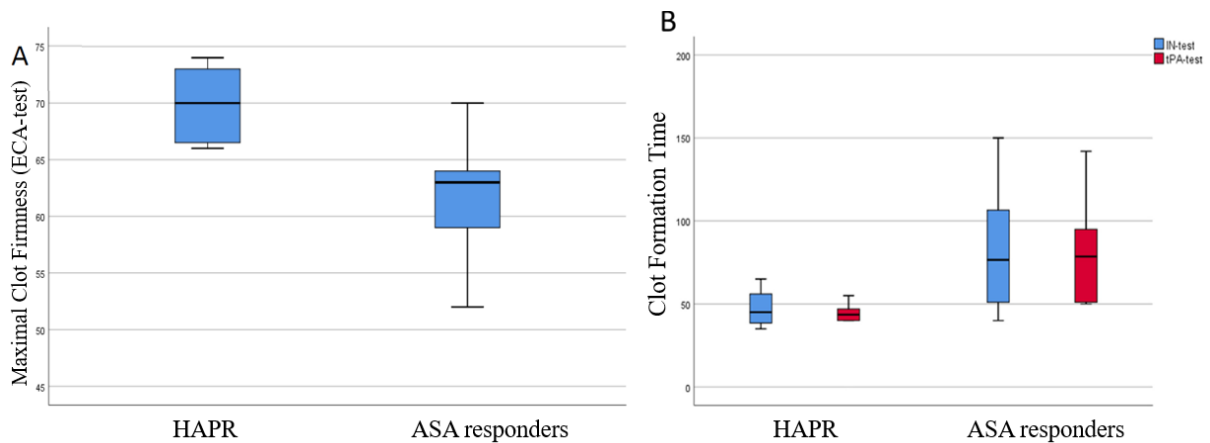 A
Maximal Clot Firmness (ECA-test)
75
70
65
60
55
50
45
HAPR
ASA responders
B
Clot Formation Time
200
150
100
50
0
IN-test
tPA-test
HAPR
ASA responders